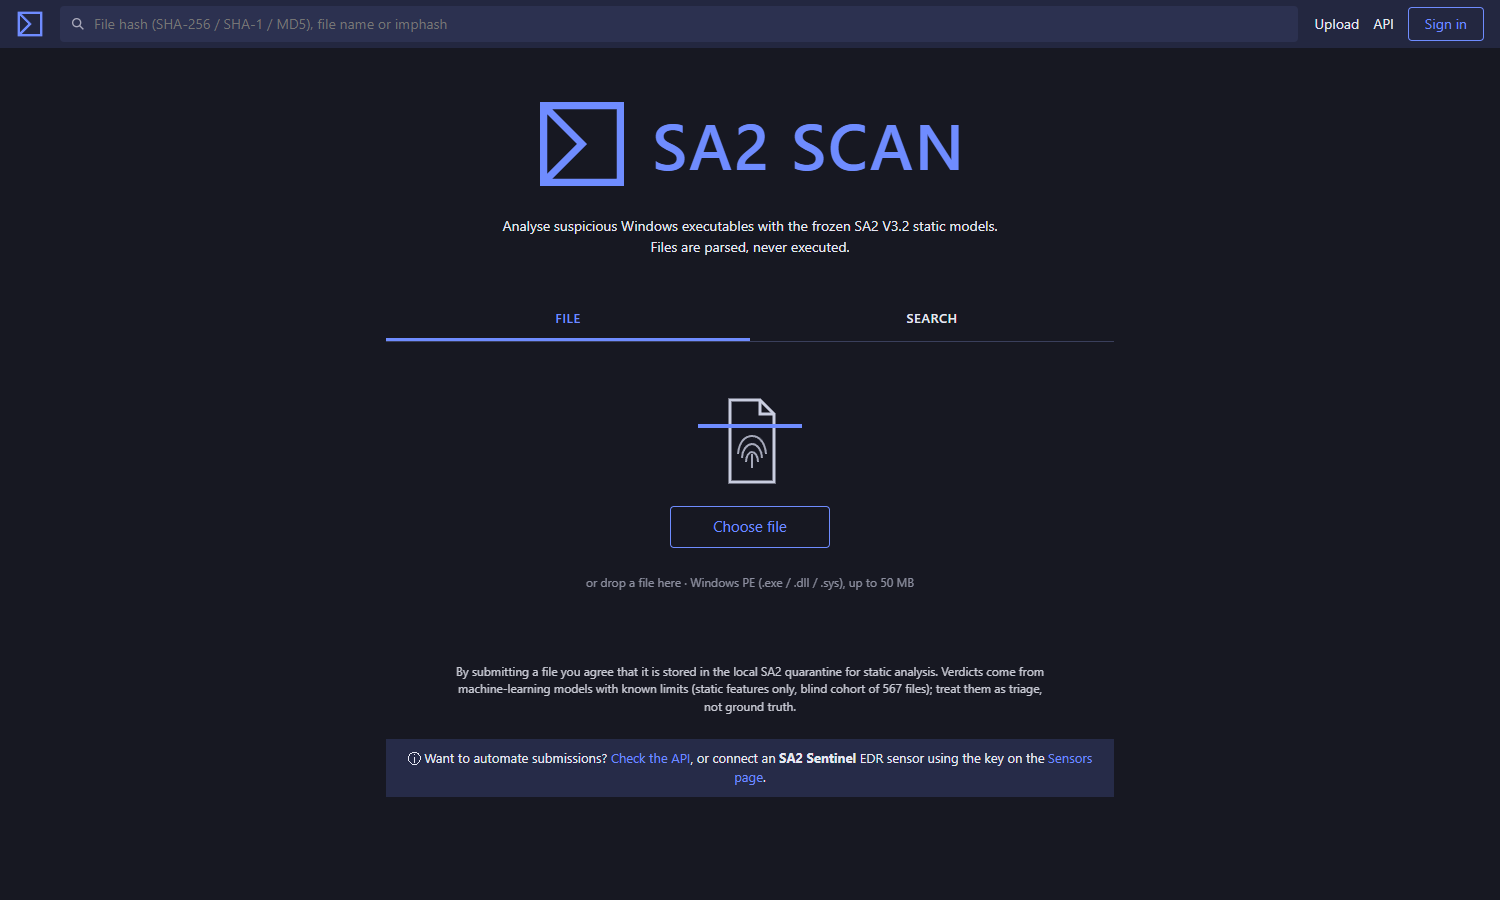 File hash (SHA-256 / SHA-1 / MD5), file name or imphash
Upload
API
Sign in
SA2 SCAN
Analyse suspicious Windows executables with the frozen SA2 V3.2 static models.
Files are parsed, never executed.
FILE
SEARCH
Choose file
or drop a file here · Windows PE (.exe / .dll / .sys), up to 50 MB
By submitting a file you agree that it is stored in the local SA2 quarantine for static analysis. Verdicts come from
machine-learning models with known limits (static features only, blind cohort of 567 files); treat them as triage,
not ground truth.
Want to automate submissions? Check the API, or connect an SA2 Sentinel EDR sensor using the key on the Sensors
page.